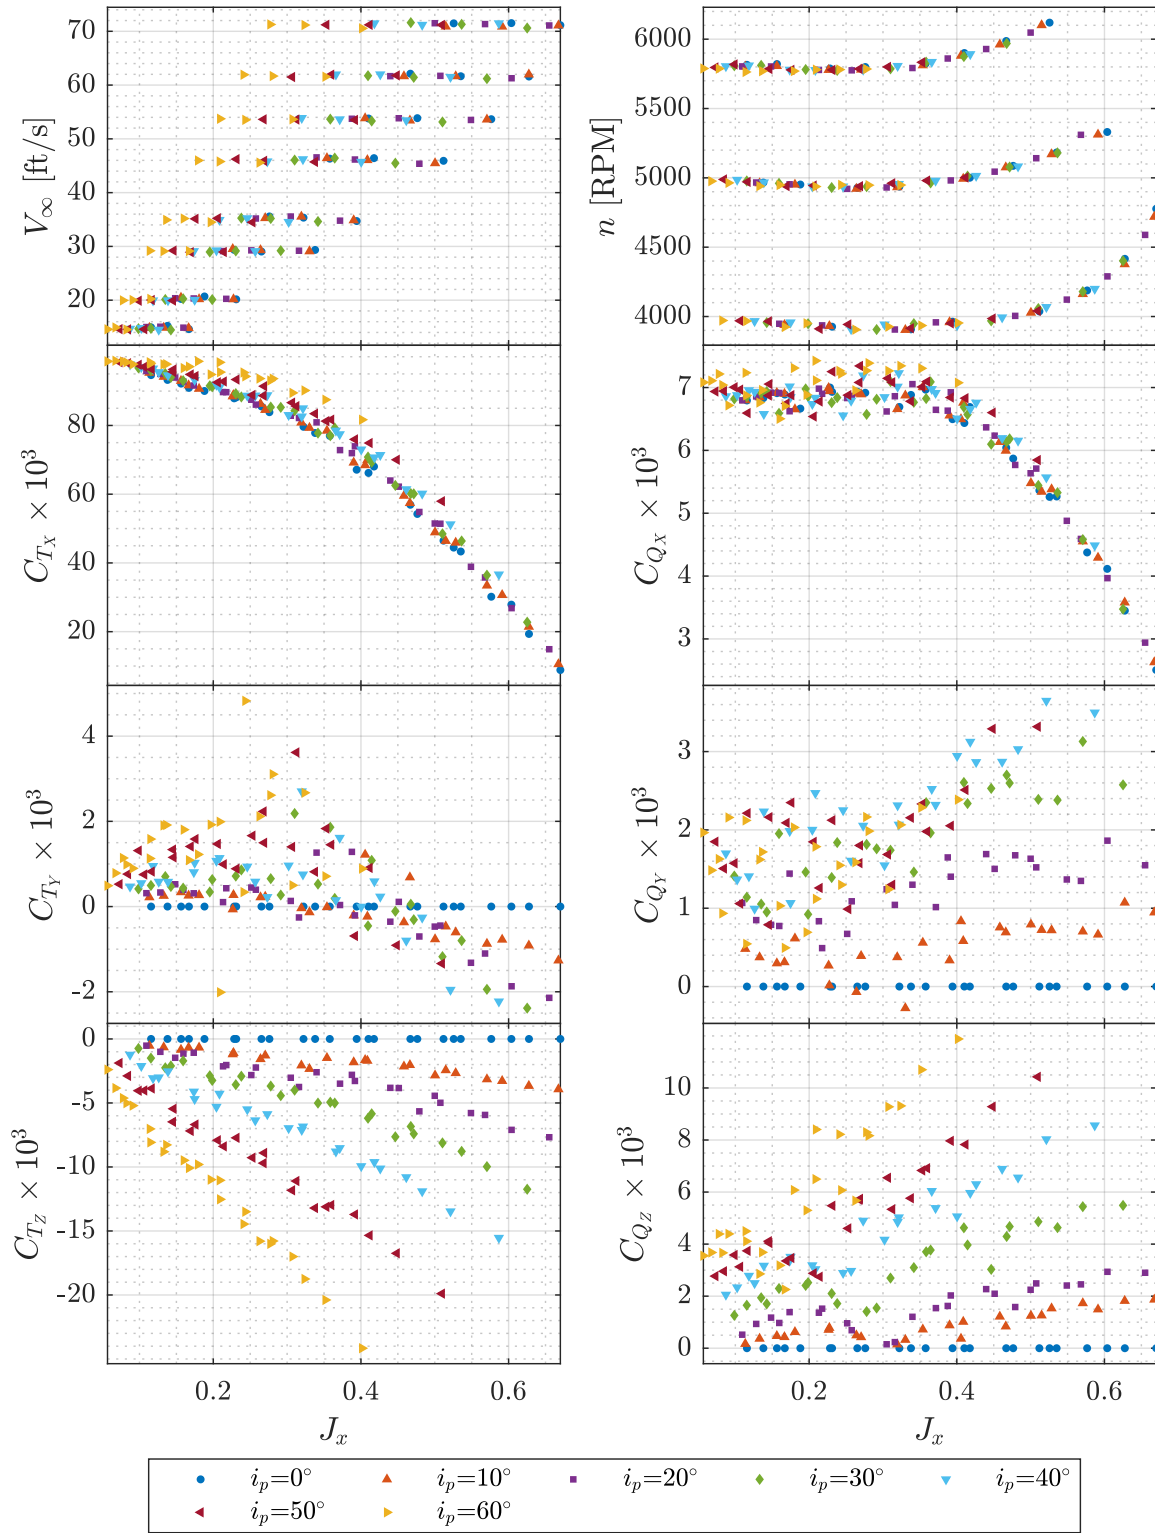 V∞ [ft/s]
70
60
50
40
30
20
n [RPM]
6000
5500
5000
4500
4000
C_{T_X} × 10³
80
60
40
20
C_{Q_X} × 10³
7
6
5
4
3
C_{T_Y} × 10³
4
2
0
-2
C_{Q_Y} × 10³
3
2
1
0
C_{T_Z} × 10³
0
-5
-10
-15
-20
C_{Q_Z} × 10³
10
8
6
4
2
0
0.2 0.4 0.6
0.2 0.4 0.6
J_x
J_x
i_p=0° i_p=10° i_p=20° i_p=30° i_p=40°
i_p=50° i_p=60°